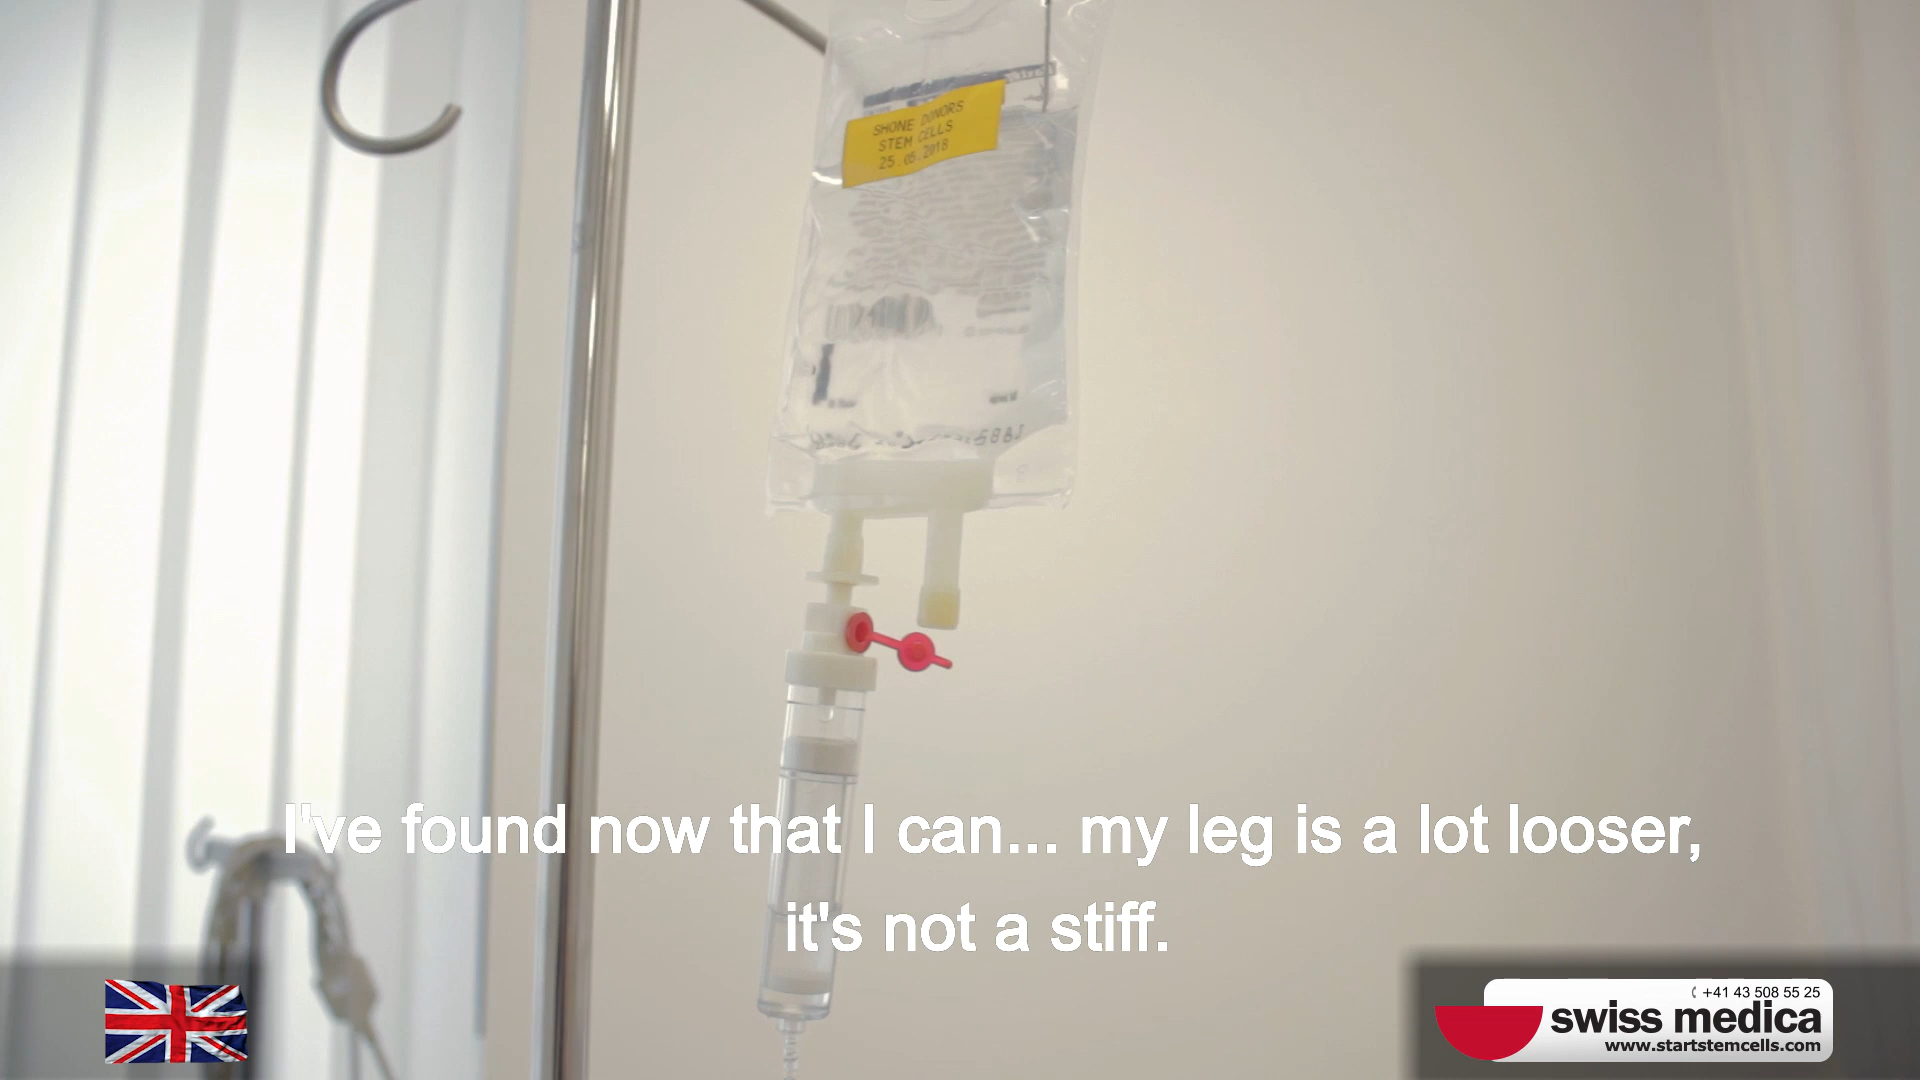 SHONE DONORS
STEM CELLS
25.05.2018
I've found now that I can... my leg is a lot looser,
it's not a stiff.
+41 43 508 55 25
swiss medica
www.startstemcells.com